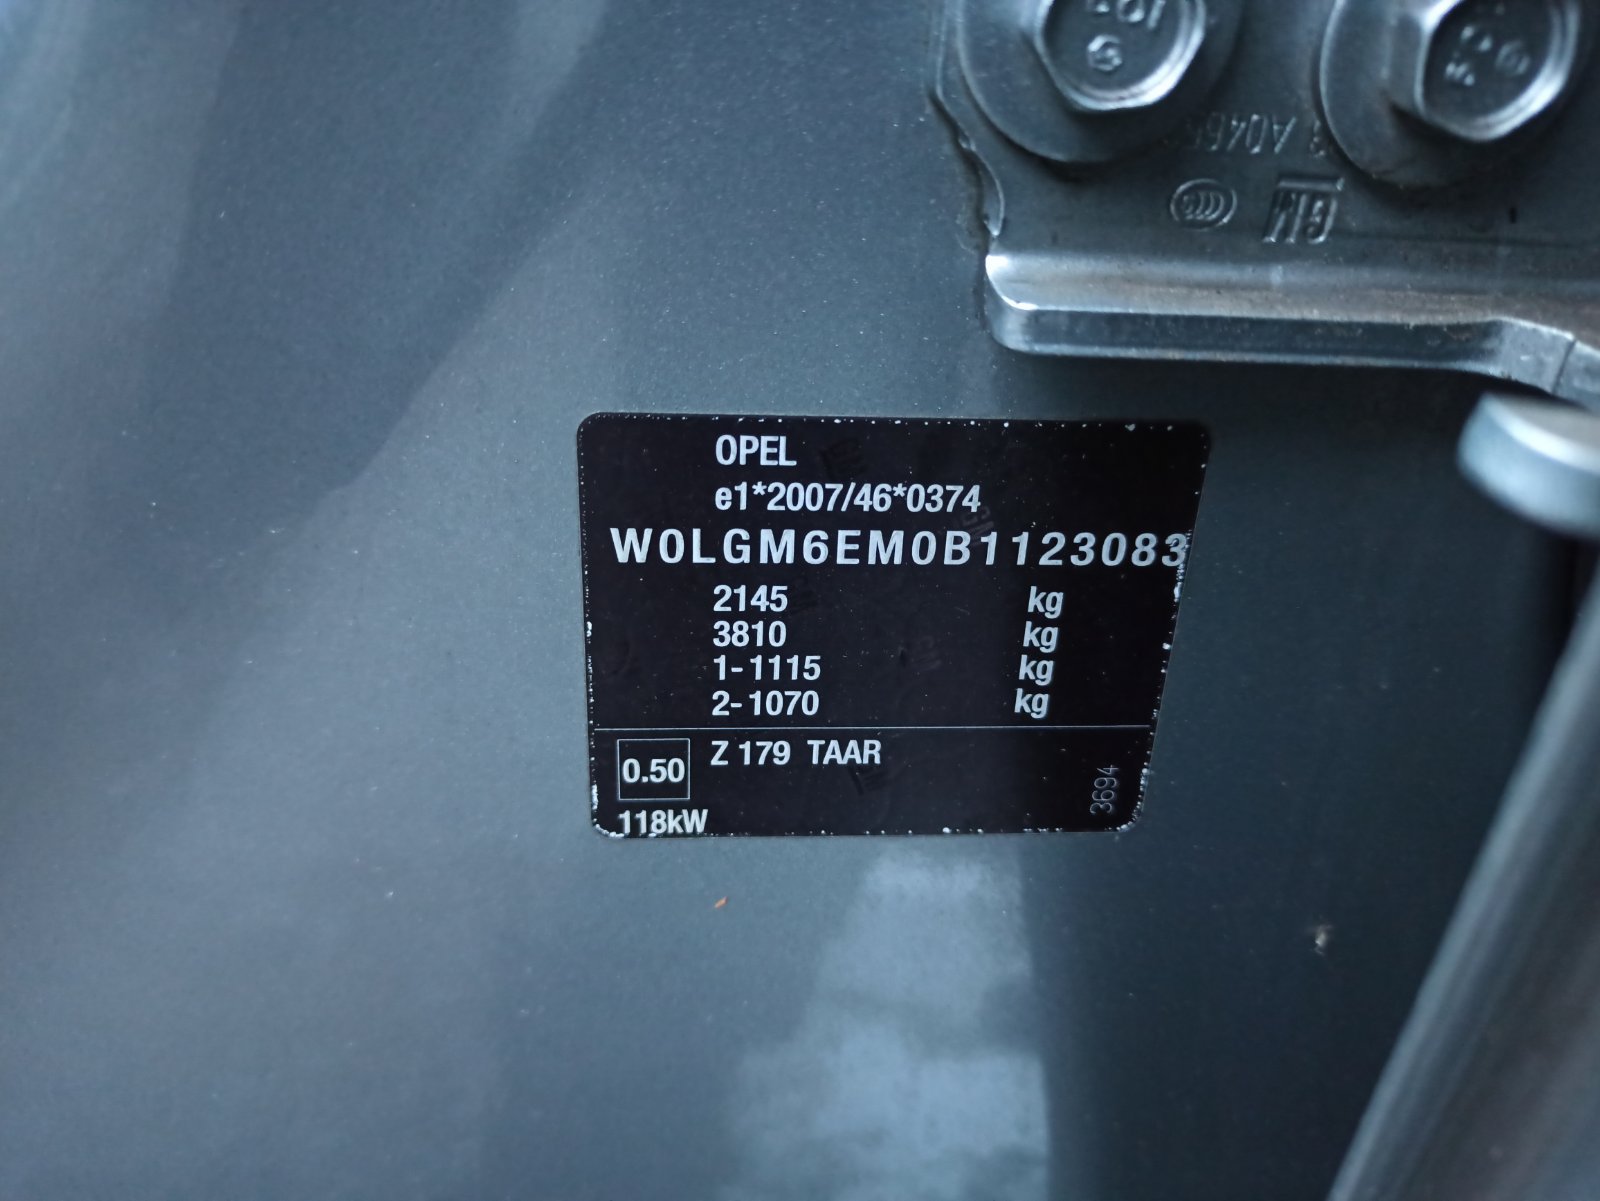 GM
OPEL
e1*2007/46*0374
W0LGM6EM0B1123083
2145 kg
3810 kg
1-1115 kg
2-1070 kg
0.50 Z 179 TAAR
118kW
3694